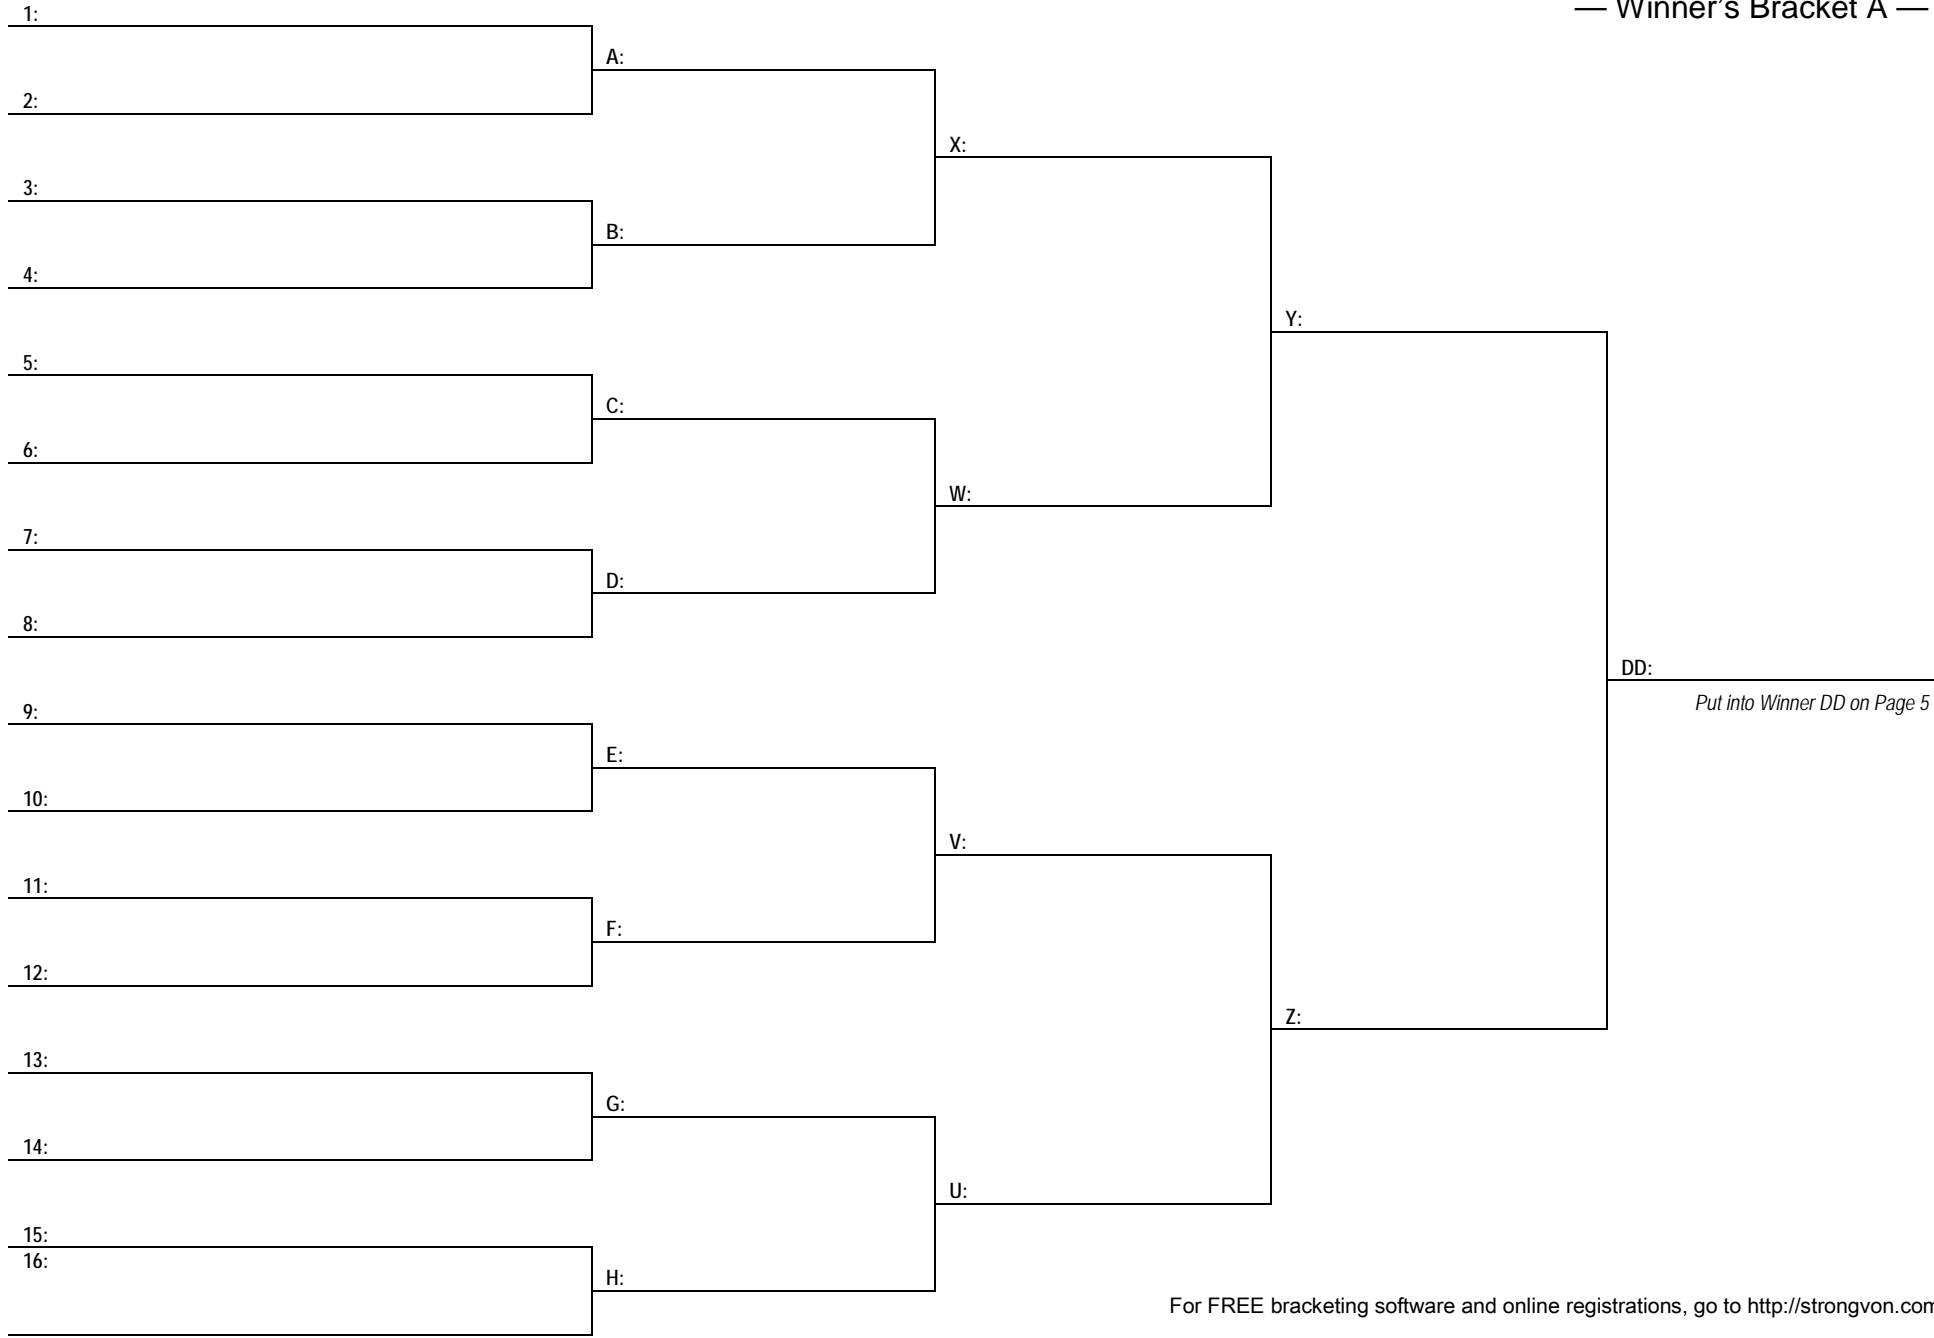 — Winner's Bracket A —
1:
A:
2:
X:
3:
B:
4:
Y:
5:
C:
6:
W:
7:
D:
8:
DD:
Put into Winner DD on Page 5
9:
E:
10:
V:
11:
F:
12:
Z:
13:
G:
14:
U:
15:
16:
H:
For FREE bracketing software and online registrations, go to http://strongvon.com